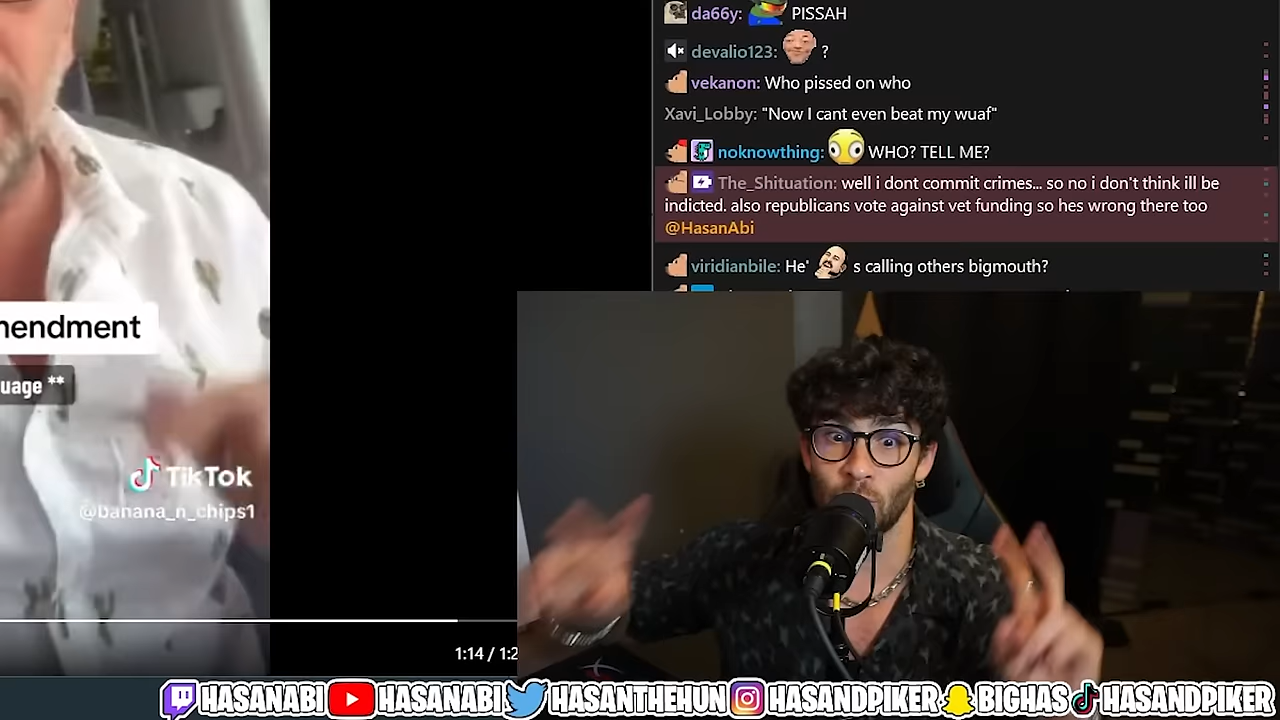 da66y: PISSAH
devalio123: ?
vekanon: Who pissed on who
Xavi_Lobby: "Now I cant even beat my wuaf"
noknowthing: WHO? TELL ME?
The_Shituation: well i dont commit crimes... so no i don't think ill be
indicted. also republicans vote against vet funding so hes wrong there too
@HasanAbi
viridianbile: He' s calling others bigmouth?
mendment
uage **
TikTok
@banana_n_chips1
1:14 / 1:2
HASANABI HASANABI HASANTHEHUN HASANDPIKER BIGHAS HASANDPIKER